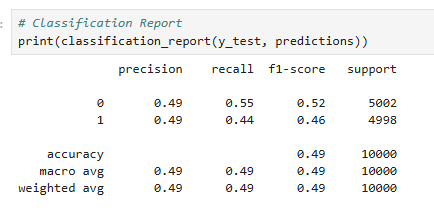 :
# Classification Report
print(classification_report(y_test, predictions))
precision recall f1-score support
0 0.49 0.55 0.52 5002
1 0.49 0.44 0.46 4998
accuracy 0.49 10000
macro avg 0.49 0.49 0.49 10000
weighted avg 0.49 0.49 0.49 10000